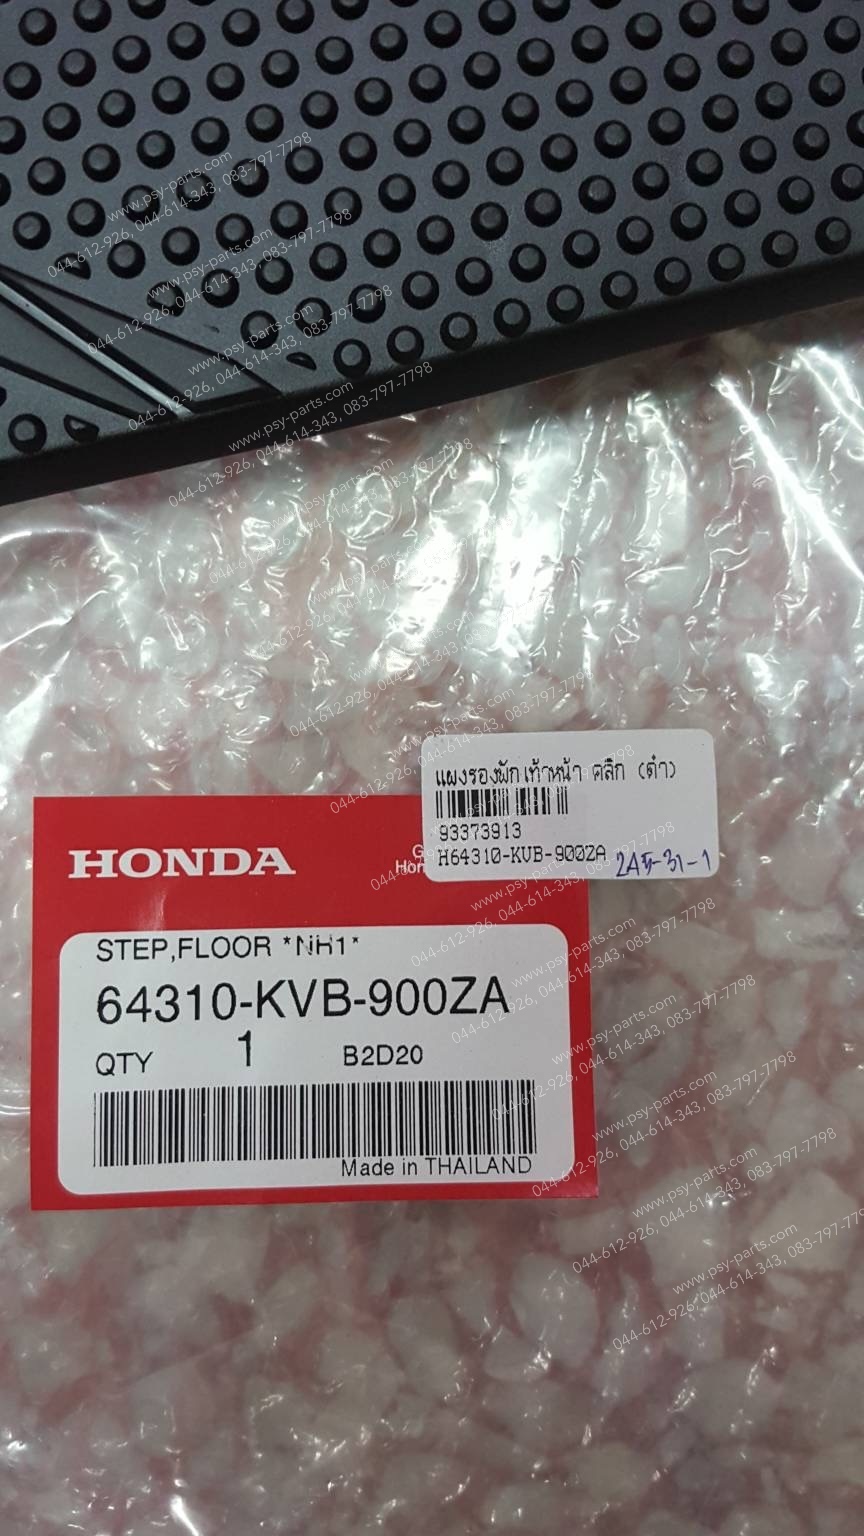 แผงรองพักเท้าหน้า คลิก (ดำ)
93373913
H64310-KVB-900ZA
HONDA
G
Hon
STEP,FLOOR *NH1*
64310-KVB-900ZA
QTY 1 B2D20
Made in THAILAND
www.psy-parts.com
044-612-926, 044-614-343, 083-797-7798